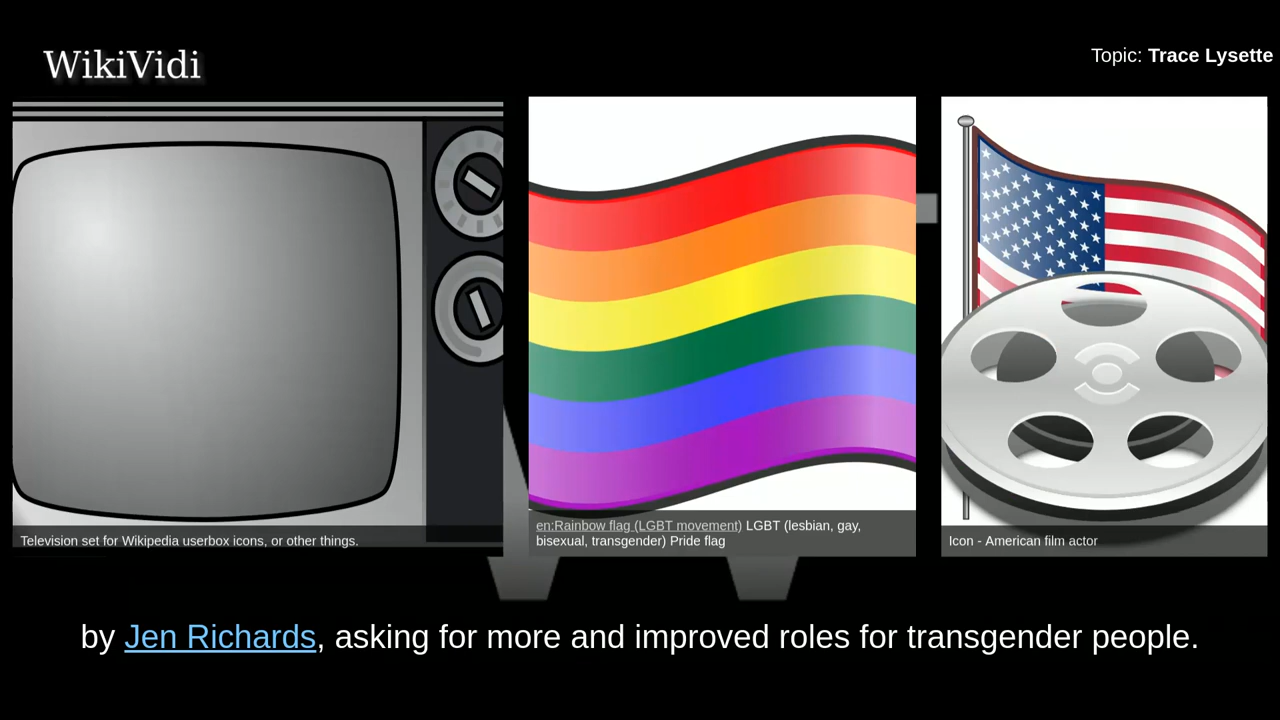 WikiVidi
Topic: Trace Lysette
Television set for Wikipedia userbox icons, or other things.
en:Rainbow flag (LGBT movement) LGBT (lesbian, gay,
bisexual, transgender) Pride flag
Icon - American film actor
by Jen Richards, asking for more and improved roles for transgender people.